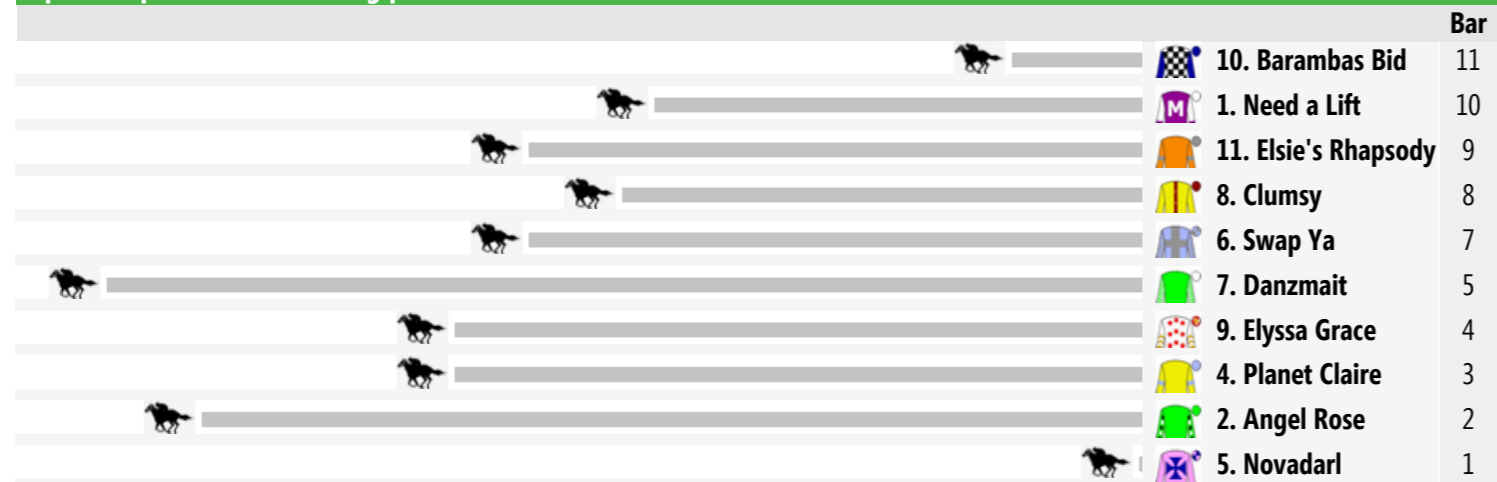 Bar
10. Barambas Bid 11
M
1. Need a Lift 10
11. Elsie's Rhapsody 9
8. Clumsy 8
6. Swap Ya 7
7. Danzmait 5
9. Elyssa Grace 4
4. Planet Claire 3
2. Angel Rose 2
5. Novadarl 1